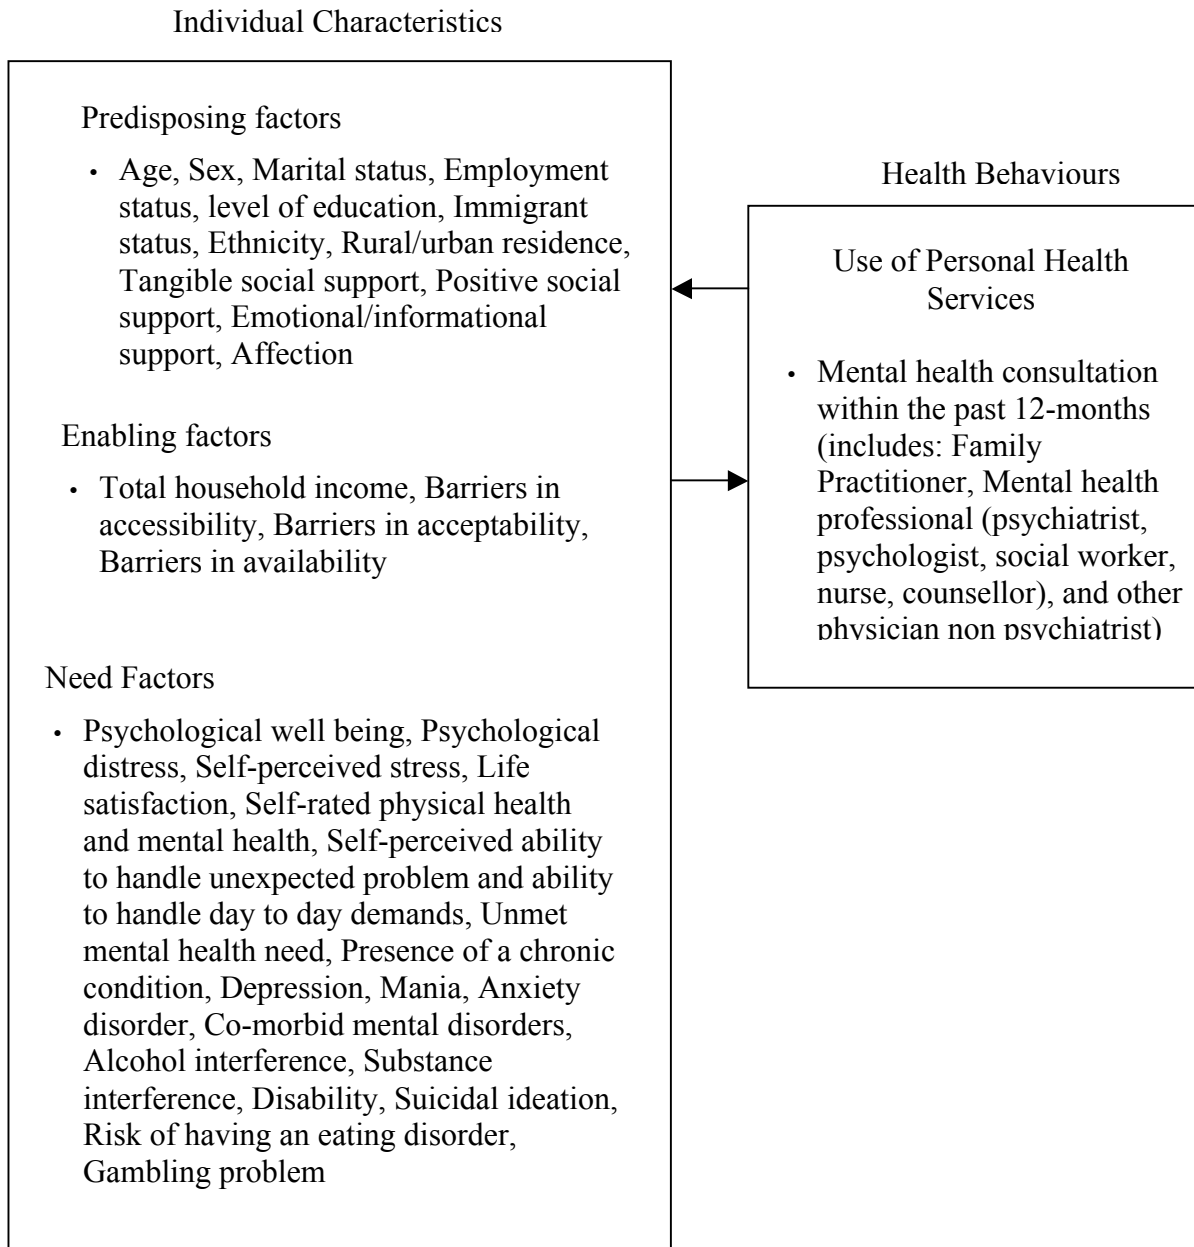 Individual Characteristics
Predisposing factors
• Age, Sex, Marital status, Employment
status, level of education, Immigrant
status, Ethnicity, Rural/urban residence,
Tangible social support, Positive social
support, Emotional/informational
support, Affection
Enabling factors
• Total household income, Barriers in
accessibility, Barriers in acceptability,
Barriers in availability
Need Factors
• Psychological well being, Psychological
distress, Self-perceived stress, Life
satisfaction, Self-rated physical health
and mental health, Self-perceived ability
to handle unexpected problem and ability
to handle day to day demands, Unmet
mental health need, Presence of a chronic
condition, Depression, Mania, Anxiety
disorder, Co-morbid mental disorders,
Alcohol interference, Substance
interference, Disability, Suicidal ideation,
Risk of having an eating disorder,
Gambling problem
Health Behaviours
Use of Personal Health
Services
• Mental health consultation
within the past 12-months
(includes: Family
Practitioner, Mental health
professional (psychiatrist,
psychologist, social worker,
nurse, counsellor), and other
physician non psychiatrist)